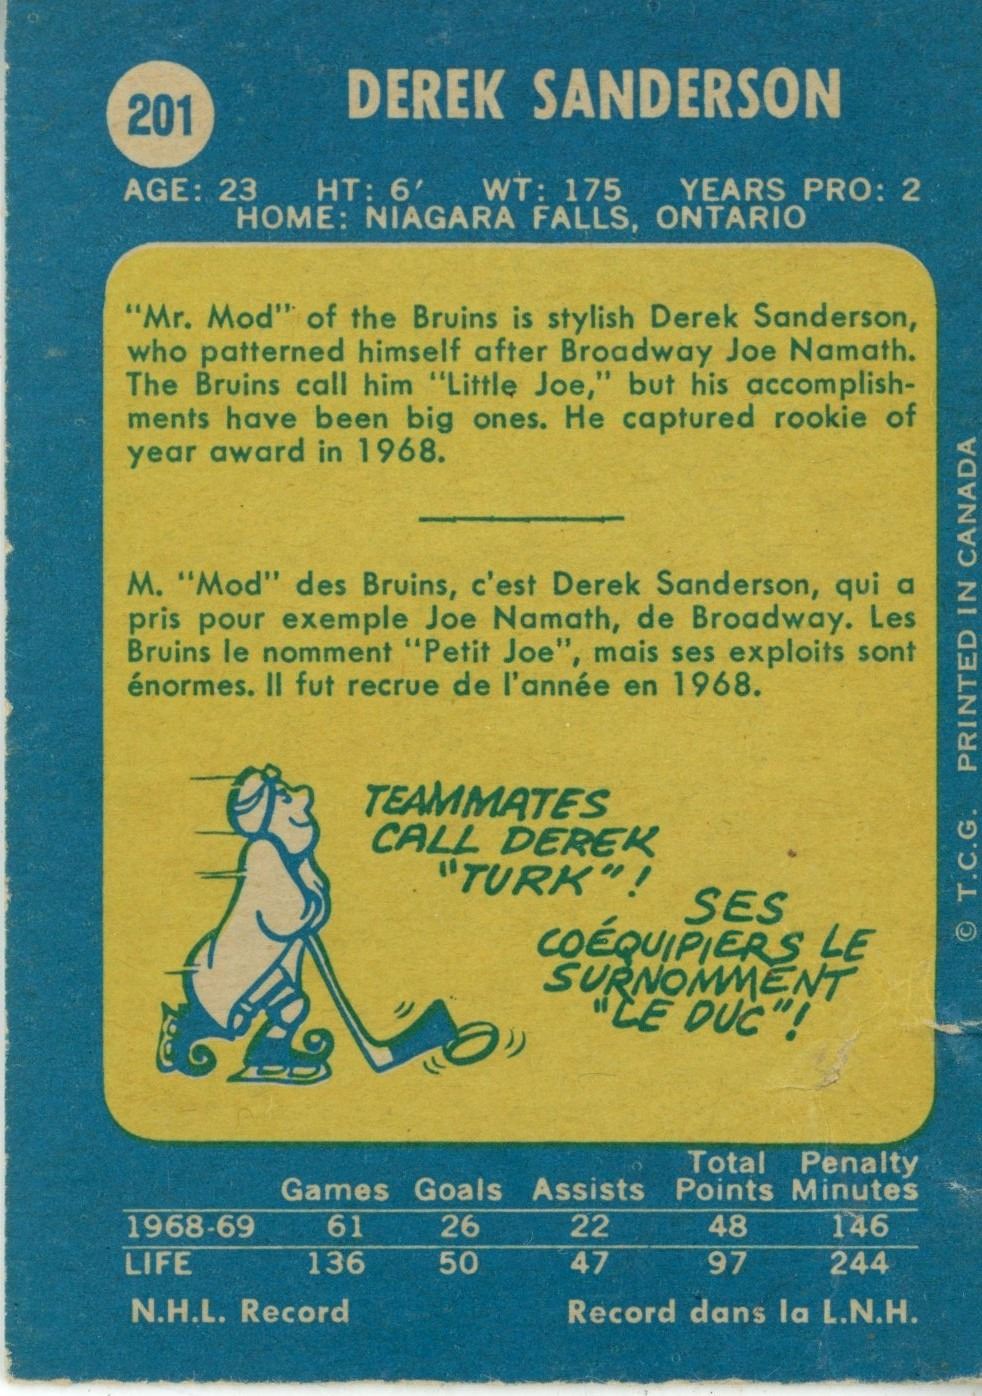 201
DEREK SANDERSON
AGE: 23 HT: 6′ WT: 175 YEARS PRO: 2
HOME: NIAGARA FALLS, ONTARIO
"Mr. Mod" of the Bruins is stylish Derek Sanderson,
who patterned himself after Broadway Joe Namath.
The Bruins call him "Little Joe," but his accomplish-
ments have been big ones. He captured rookie of
year award in 1968.
M. "Mod" des Bruins, c'est Derek Sanderson, qui a
pris pour exemple Joe Namath, de Broadway. Les
Bruins le nomment "Petit Joe", mais ses exploits sont
énormes. Il fut recrue de l'année en 1968.
TEAMMATES
CALL DEREK
"TURK"!
SES
COÉQUIPIERS LE
SURNOMMENT
"LE DUC"!
© T.C.G. PRINTED IN CANADA
Total Penalty
Games Goals Assists Points Minutes
1968-69 61 26 22 48 146
LIFE 136 50 47 97 244
N.H.L. Record Record dans la L.N.H.